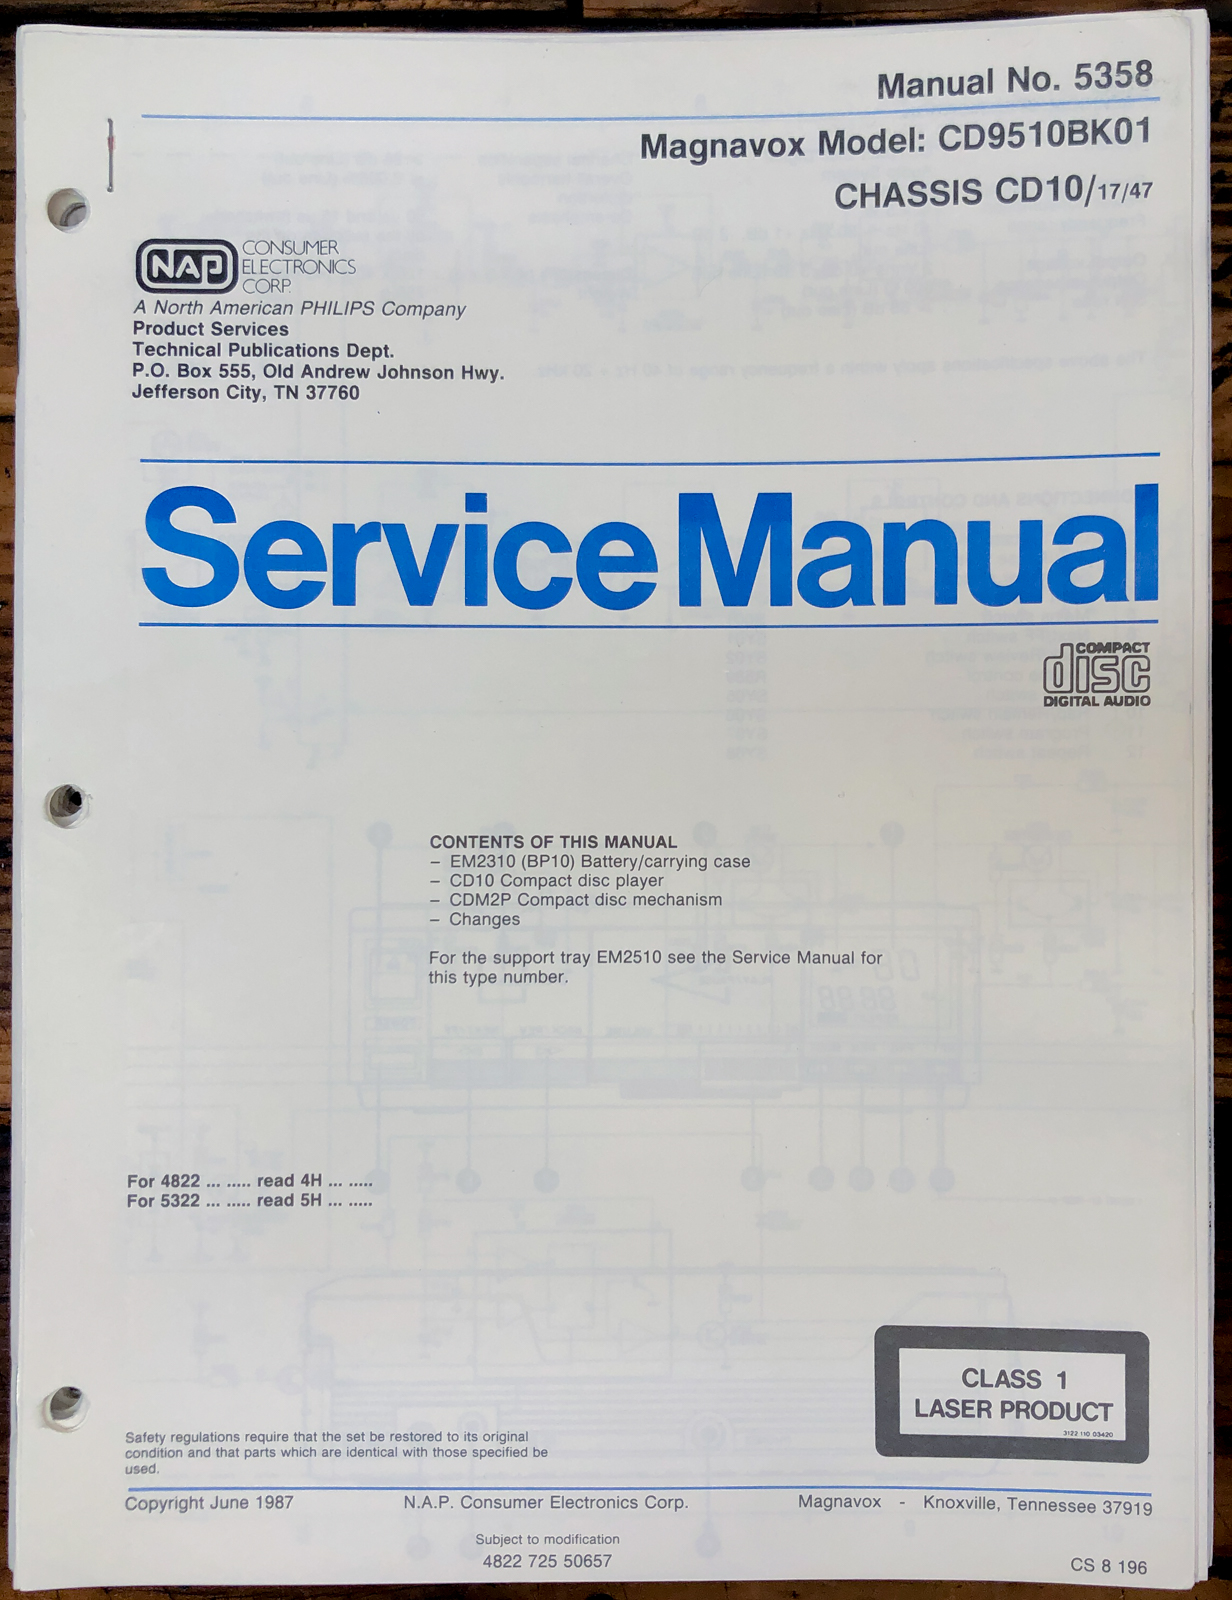 Manual No. 5358
Magnavox Model: CD9510BK01
CHASSIS CD10/17/47
NAP CONSUMER
ELECTRONICS
CORP.
A North American PHILIPS Company
Product Services
Technical Publications Dept.
P.O. Box 555, Old Andrew Johnson Hwy.
Jefferson City, TN 37760
Service Manual
COMPACT
disc
DIGITAL AUDIO
CONTENTS OF THIS MANUAL
– EM2310 (BP10) Battery/carrying case
– CD10 Compact disc player
– CDM2P Compact disc mechanism
– Changes
For the support tray EM2510 see the Service Manual for
this type number.
For 4822 ... ..... read 4H ... .....
For 5322 ... ..... read 5H ... .....
CLASS 1
LASER PRODUCT
3122 110 03420
Safety regulations require that the set be restored to its original
condition and that parts which are identical with those specified be
used.
Copyright June 1987 N.A.P. Consumer Electronics Corp. Magnavox - Knoxville, Tennessee 37919
Subject to modification
4822 725 50657
CS 8 196